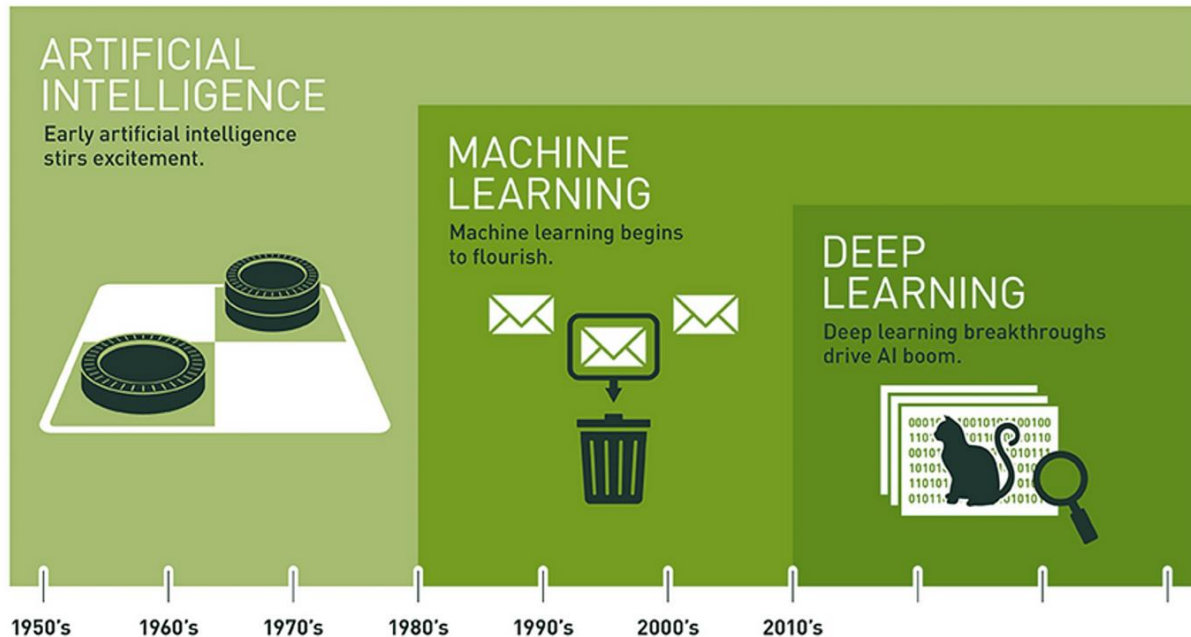 ARTIFICIAL
INTELLIGENCE
Early artificial intelligence
stirs excitement.
MACHINE
LEARNING
Machine learning begins
to flourish.
DEEP
LEARNING
Deep learning breakthroughs
drive AI boom.
1950's 1960's 1970's 1980's 1990's 2000's 2010's